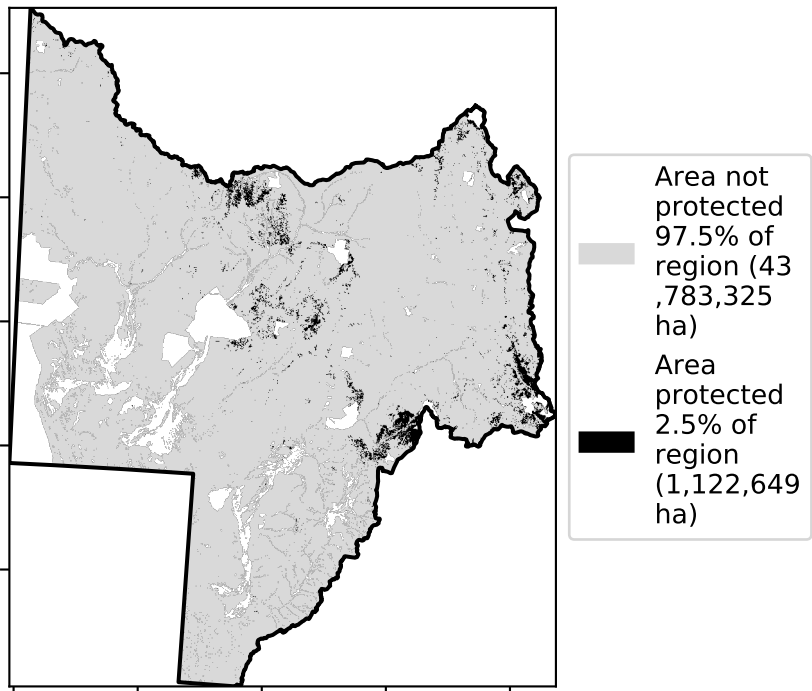 Area not
protected
97.5% of
region (43
,783,325
ha)
Area
protected
2.5% of
region
(1,122,649
ha)